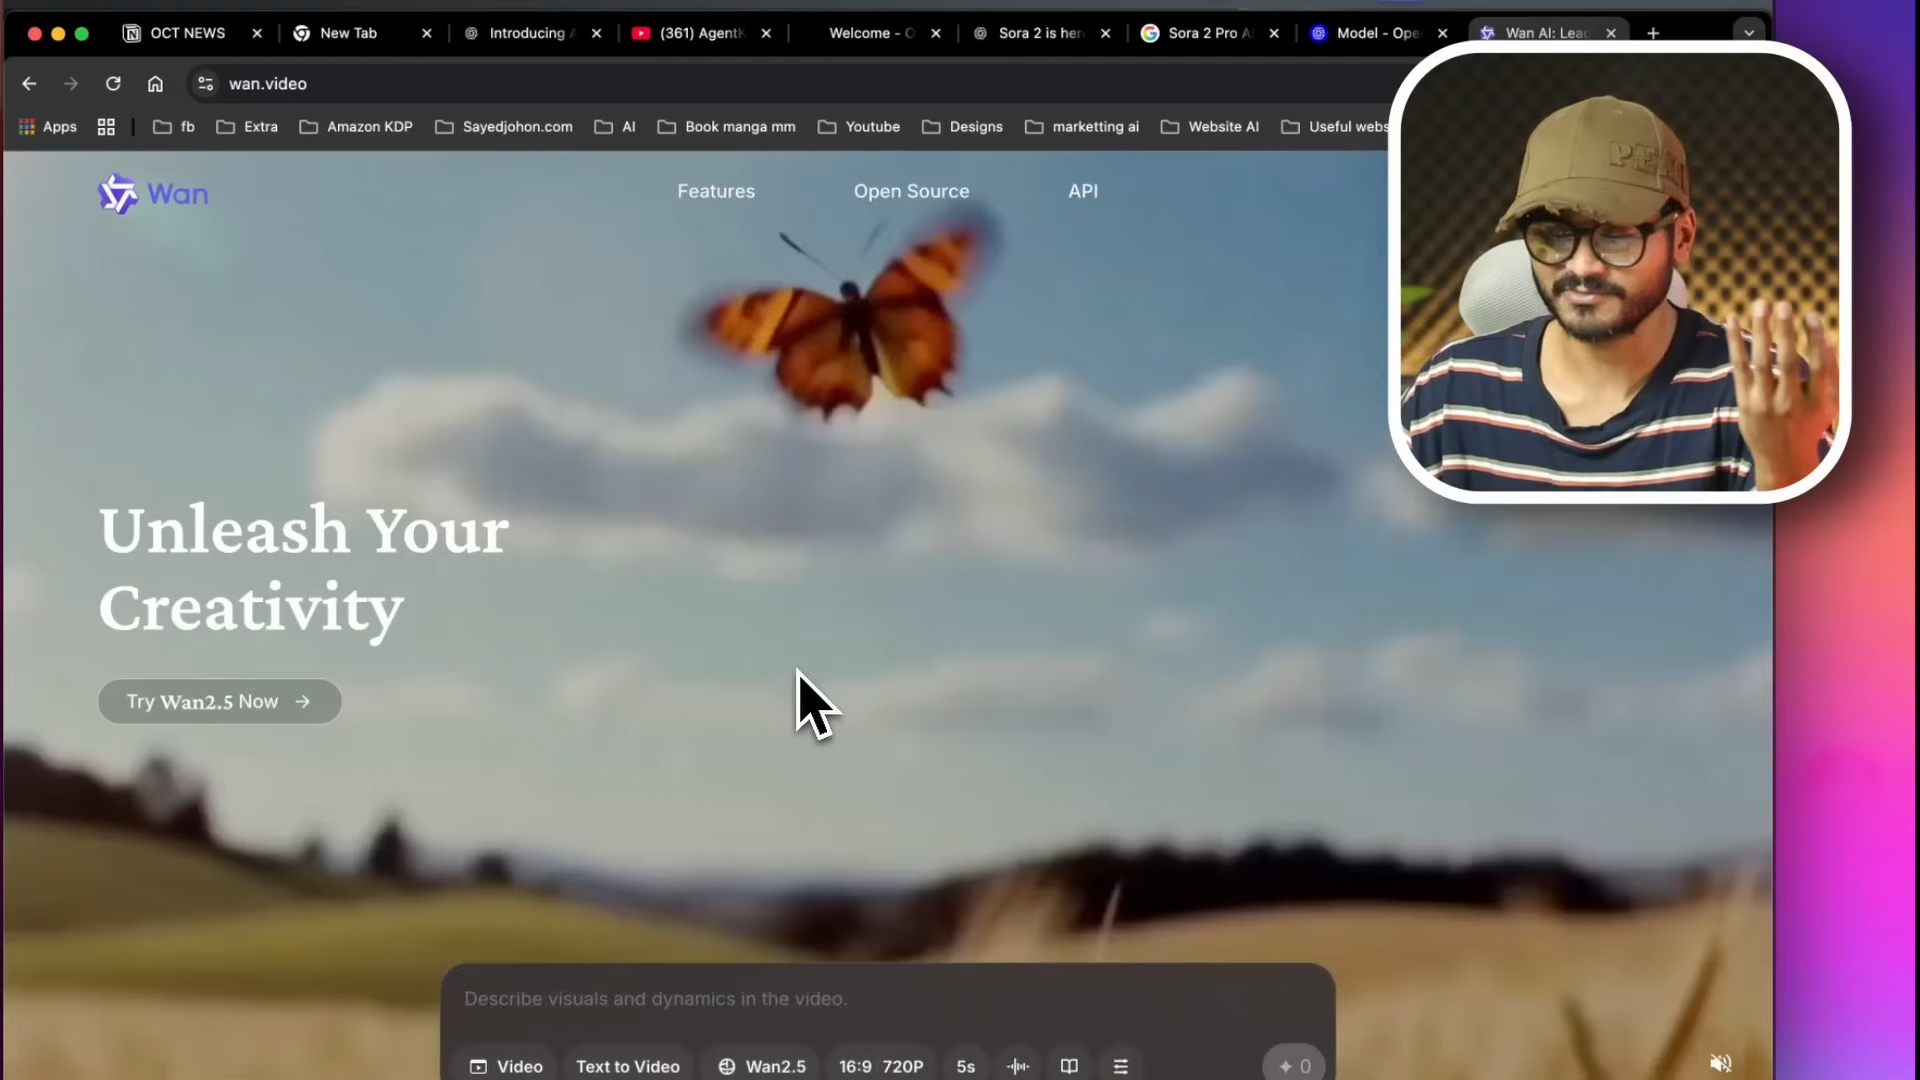 OCT NEWS
New Tab
Introducing
(361) AgentK
Welcome - O
Sora 2 is here
Sora 2 Pro A
Model - Ope
Wan AI: Lead
wan.video
Apps
fb
Extra
Amazon KDP
Sayedjohon.com
AI
Book manga mm
Youtube
Designs
marketting ai
Website AI
Useful webs
Wan
Features
Open Source
API
Unleash Your
Creativity
Try Wan2.5 Now
Describe visuals and dynamics in the video.
Video
Text to Video
Wan2.5
16:9 720P
5s
0